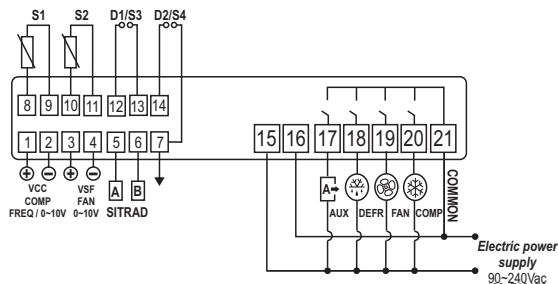 S1 S2 D1/S3 D2/S4
8 9 10 11 12 13 14
1 2 3 4 5 6 7
15 16 17 18 19 20 21
+ − + − A B
VCC
COMP
FREQ / 0~10V
VSF
FAN
0~10V
SITRAD
A
AUX DEFR FAN COMP
COMMON
Electric power
supply
90~240Vac